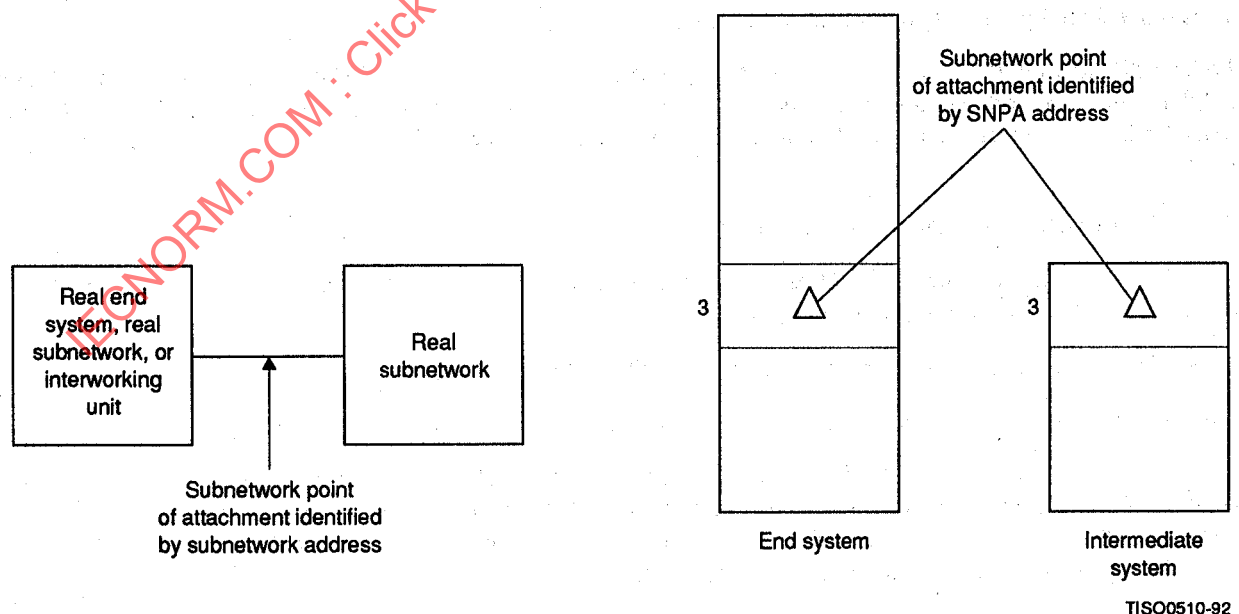 IECNORM.COM : Click
Real end
system, real
subnetwork, or
interworking
unit
Real
subnetwork
Subnetwork point
of attachment identified
by subnetwork address
Subnetwork point
of attachment identified
by SNPA address
3
3
End system
Intermediate
system
TISO0510-92